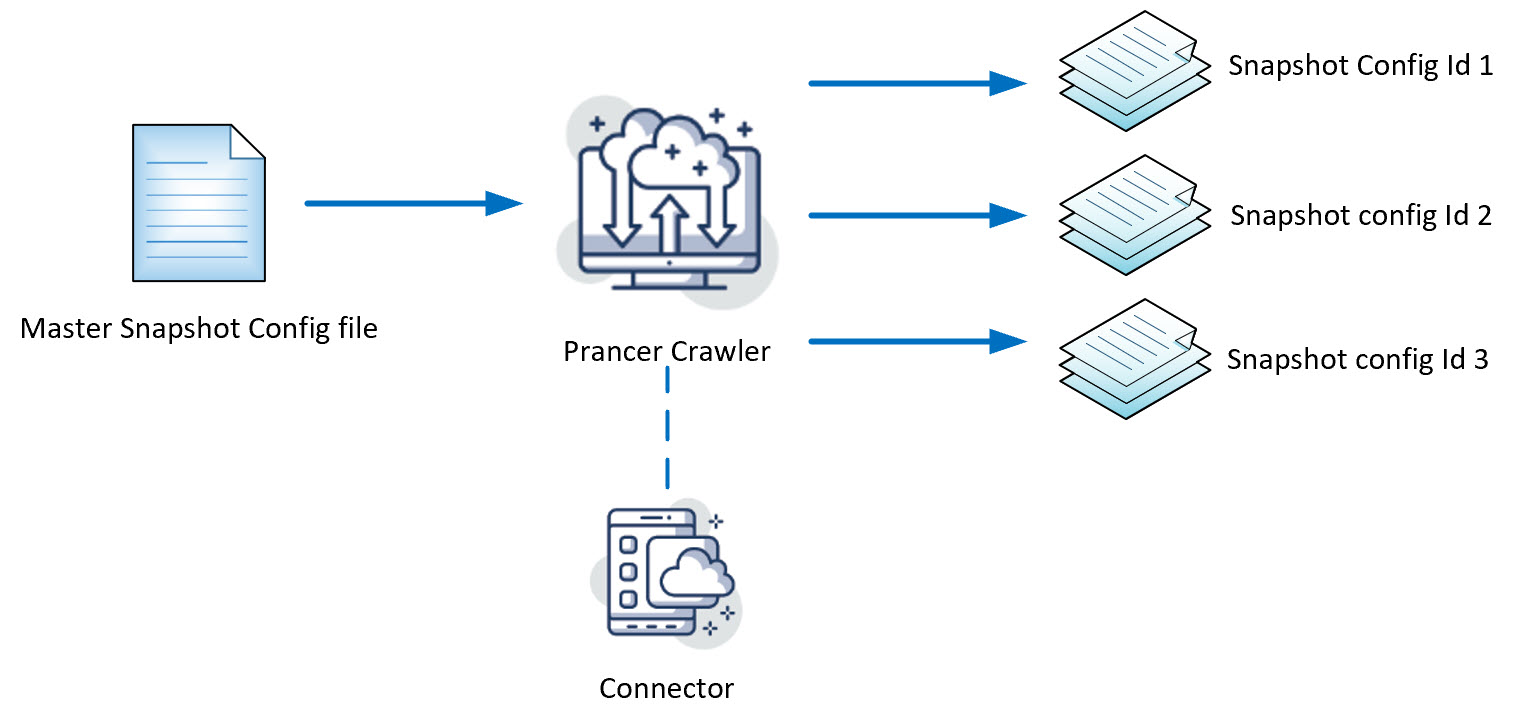 Master Snapshot Config file
Prancer Crawler
Connector
Snapshot Config Id 1
Snapshot config Id 2
Snapshot config Id 3